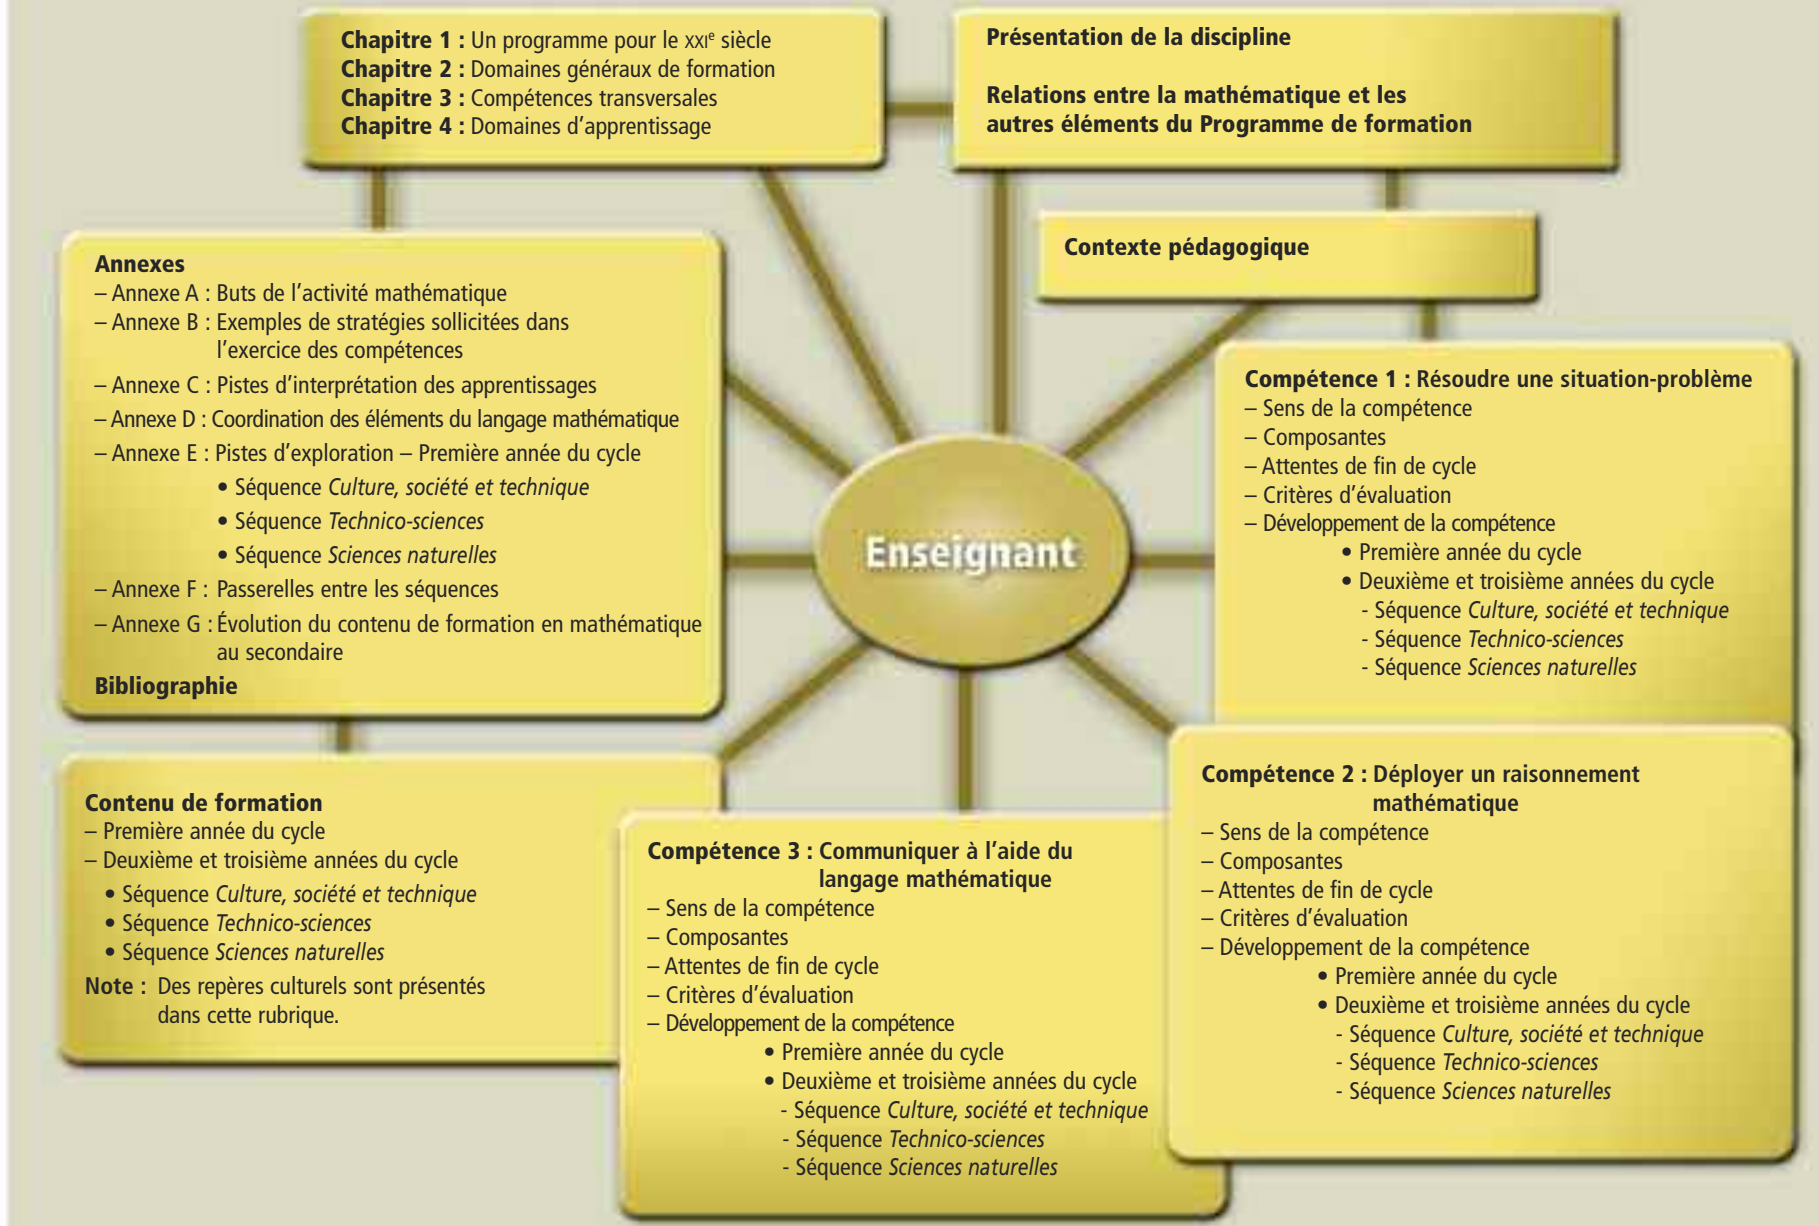 Chapitre 1 : Un programme pour le XXIe siècle
Chapitre 2 : Domaines généraux de formation
Chapitre 3 : Compétences transversales
Chapitre 4 : Domaines d'apprentissage
Présentation de la discipline
Relations entre la mathématique et les
autres éléments du Programme de formation
Contexte pédagogique
Annexes
– Annexe A : Buts de l'activité mathématique
– Annexe B : Exemples de stratégies sollicitées dans
l'exercice des compétences
– Annexe C : Pistes d'interprétation des apprentissages
– Annexe D : Coordination des éléments du langage mathématique
– Annexe E : Pistes d'exploration – Première année du cycle
• Séquence Culture, société et technique
• Séquence Technico-sciences
• Séquence Sciences naturelles
– Annexe F : Passerelles entre les séquences
– Annexe G : Évolution du contenu de formation en mathématique
au secondaire
Bibliographie
Enseignant
Compétence 1 : Résoudre une situation-problème
– Sens de la compétence
– Composantes
– Attentes de fin de cycle
– Critères d'évaluation
– Développement de la compétence
• Première année du cycle
• Deuxième et troisième années du cycle
- Séquence Culture, société et technique
- Séquence Technico-sciences
- Séquence Sciences naturelles
Contenu de formation
– Première année du cycle
– Deuxième et troisième années du cycle
• Séquence Culture, société et technique
• Séquence Technico-sciences
• Séquence Sciences naturelles
Note : Des repères culturels sont présentés
dans cette rubrique.
Compétence 3 : Communiquer à l'aide du
langage mathématique
– Sens de la compétence
– Composantes
– Attentes de fin de cycle
– Critères d'évaluation
– Développement de la compétence
• Première année du cycle
• Deuxième et troisième années du cycle
- Séquence Culture, société et technique
- Séquence Technico-sciences
- Séquence Sciences naturelles
Compétence 2 : Déployer un raisonnement
mathématique
– Sens de la compétence
– Composantes
– Attentes de fin de cycle
– Critères d'évaluation
– Développement de la compétence
• Première année du cycle
• Deuxième et troisième années du cycle
- Séquence Culture, société et technique
- Séquence Technico-sciences
- Séquence Sciences naturelles